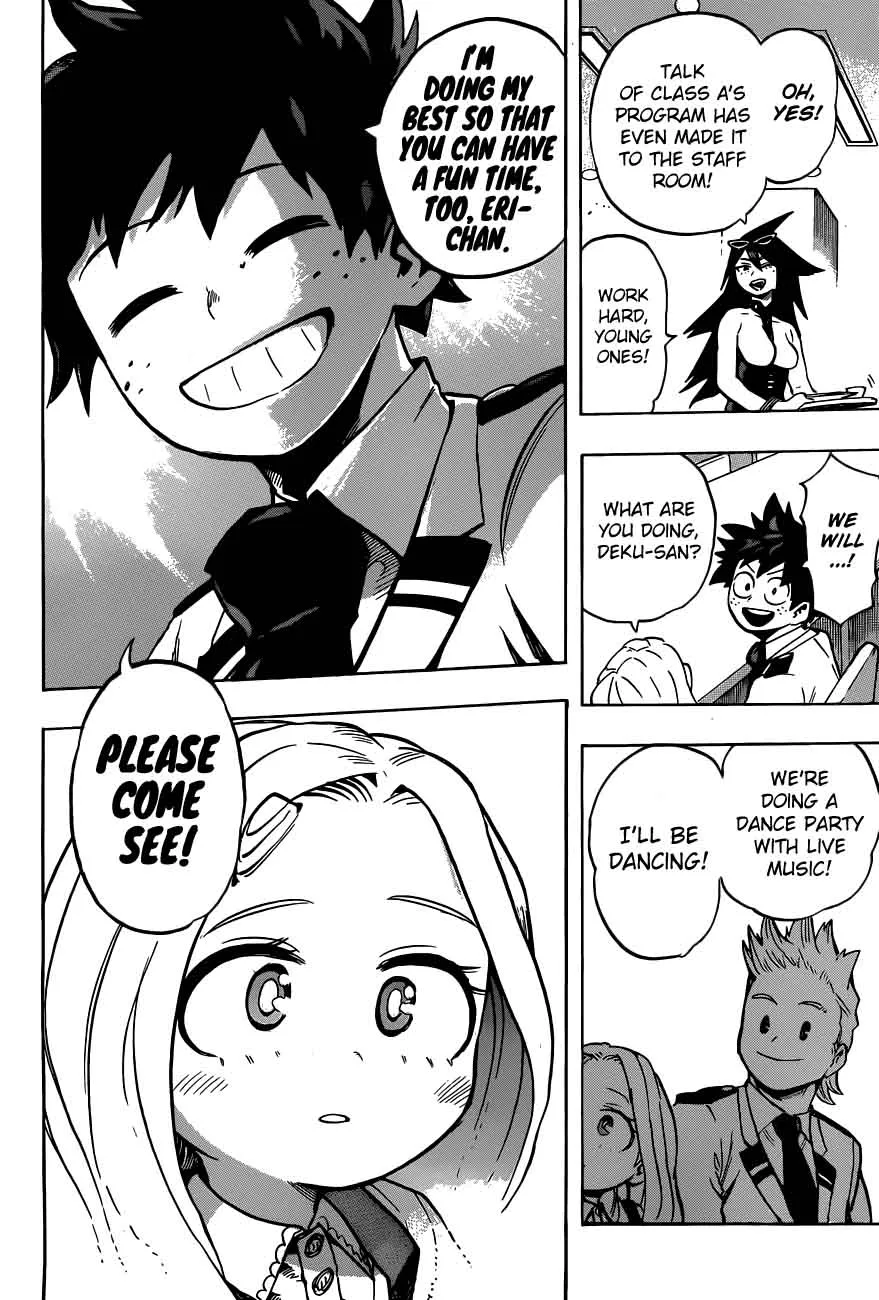 OH,
YES!
TALK
OF CLASS A'S
PROGRAM HAS
EVEN MADE IT
TO THE STAFF
ROOM!
WORK
HARD,
YOUNG
ONES!
WE
WILL
...!
WHAT ARE
YOU DOING,
DEKU-SAN?
WE'RE
DOING A
DANCE PARTY
WITH LIVE
MUSIC!
I'LL BE
DANCING!
I'M
DOING MY
BEST SO THAT
YOU CAN HAVE
A FUN TIME,
TOO, ERI-
CHAN.
PLEASE
COME
SEE!